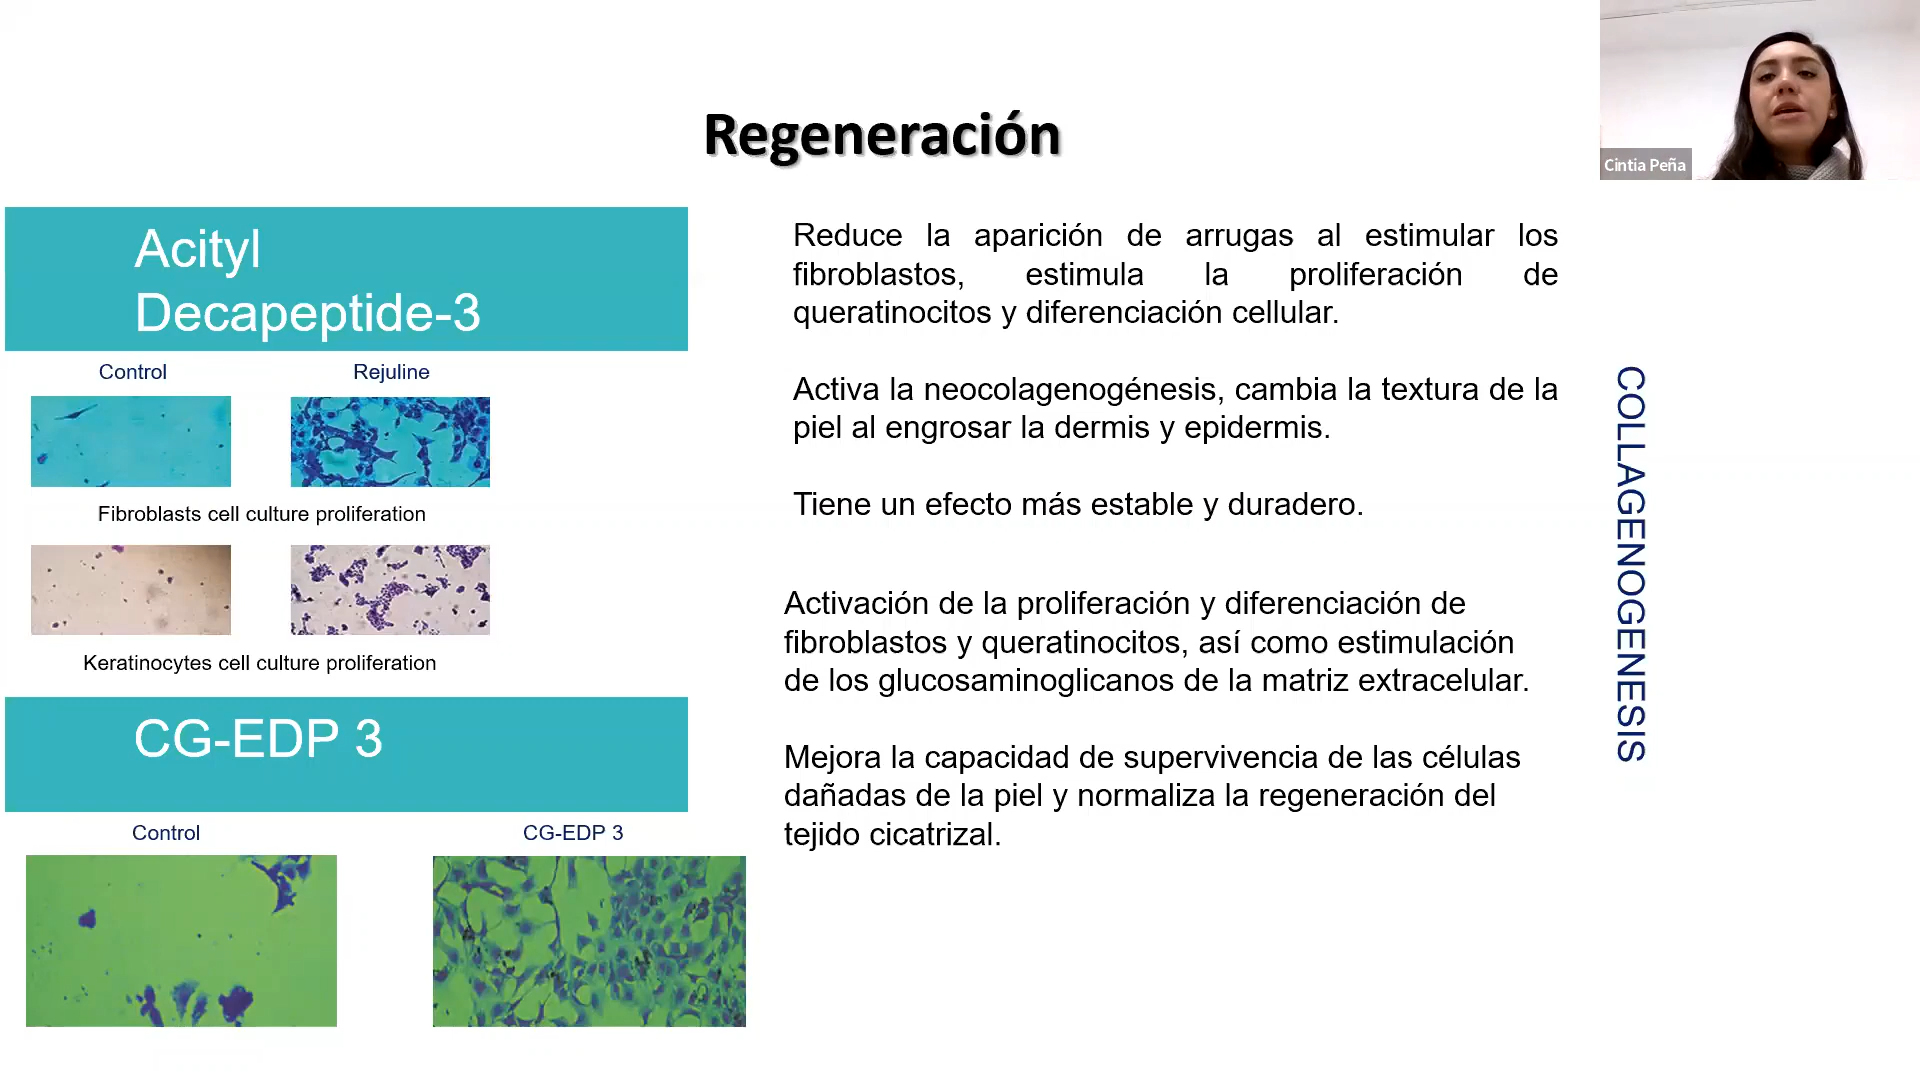 Regeneración
Cintia Peña
Acityl
Decapeptide-3
Control
Rejuline
Fibroblasts cell culture proliferation
Keratinocytes cell culture proliferation
CG-EDP 3
Control
CG-EDP 3
Reduce la aparición de arrugas al estimular los
fibroblastos, estimula la proliferación de
queratinocitos y diferenciación cellular.
Activa la neocolagenogénesis, cambia la textura de la
piel al engrosar la dermis y epidermis.
Tiene un efecto más estable y duradero.
Activación de la proliferación y diferenciación de
fibroblastos y queratinocitos, así como estimulación
de los glucosaminoglicanos de la matriz extracelular.
Mejora la capacidad de supervivencia de las células
dañadas de la piel y normaliza la regeneración del
tejido cicatrizal.
COLLAGENOGENESIS